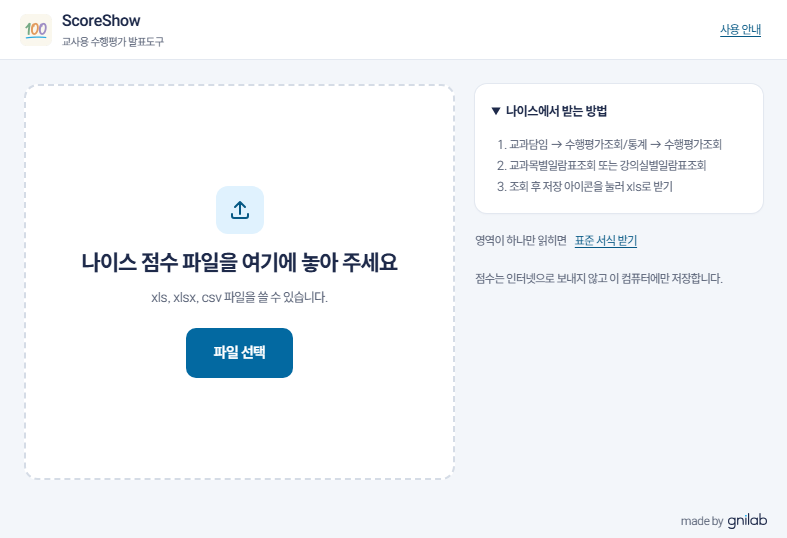 100
ScoreShow
교사용 수행평가 발표도구
사용 안내
나이스 점수 파일을 여기에 놓아 주세요
xls, xlsx, csv 파일을 쓸 수 있습니다.
파일 선택
▼ 나이스에서 받는 방법
1. 교과담임 → 수행평가조회/통계 → 수행평가조회
2. 교과목별일람표조회 또는 강의실별일람표조회
3. 조회 후 저장 아이콘을 눌러 xls로 받기
영역이 하나만 읽히면 표준 서식 받기
점수는 인터넷으로 보내지 않고 이 컴퓨터에만 저장합니다.
made by gnilab